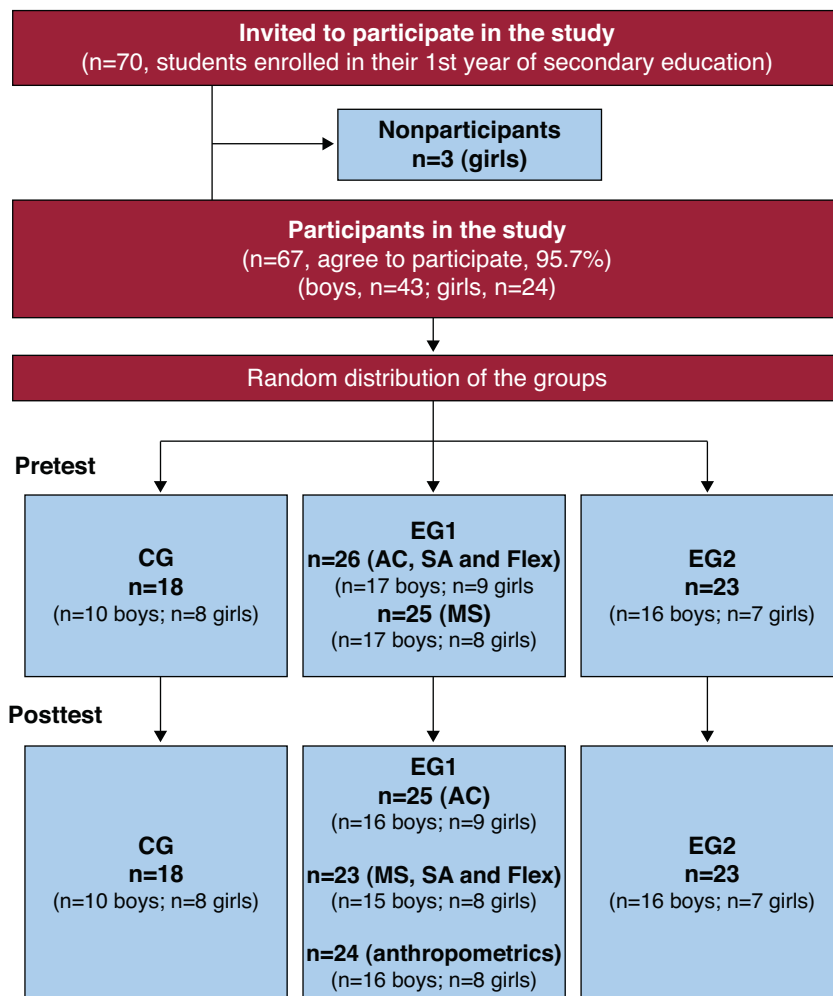 Invited to participate in the study
(n=70, students enrolled in their 1st year of secondary education)
Nonparticipants
n=3 (girls)
Participants in the study
(n=67, agree to participate, 95.7%)
(boys, n=43; girls, n=24)
Random distribution of the groups
Pretest
CG
n=18
(n=10 boys; n=8 girls)
EG1
n=26 (AC, SA and Flex)
(n=17 boys; n=9 girls
n=25 (MS)
(n=17 boys; n=8 girls)
EG2
n=23
(n=16 boys; n=7 girls)
Posttest
CG
n=18
(n=10 boys; n=8 girls)
EG1
n=25 (AC)
(n=16 boys; n=9 girls)
n=23 (MS, SA and Flex)
(n=15 boys; n=8 girls)
n=24 (anthropometrics)
(n=16 boys; n=8 girls)
EG2
n=23
(n=16 boys; n=7 girls)